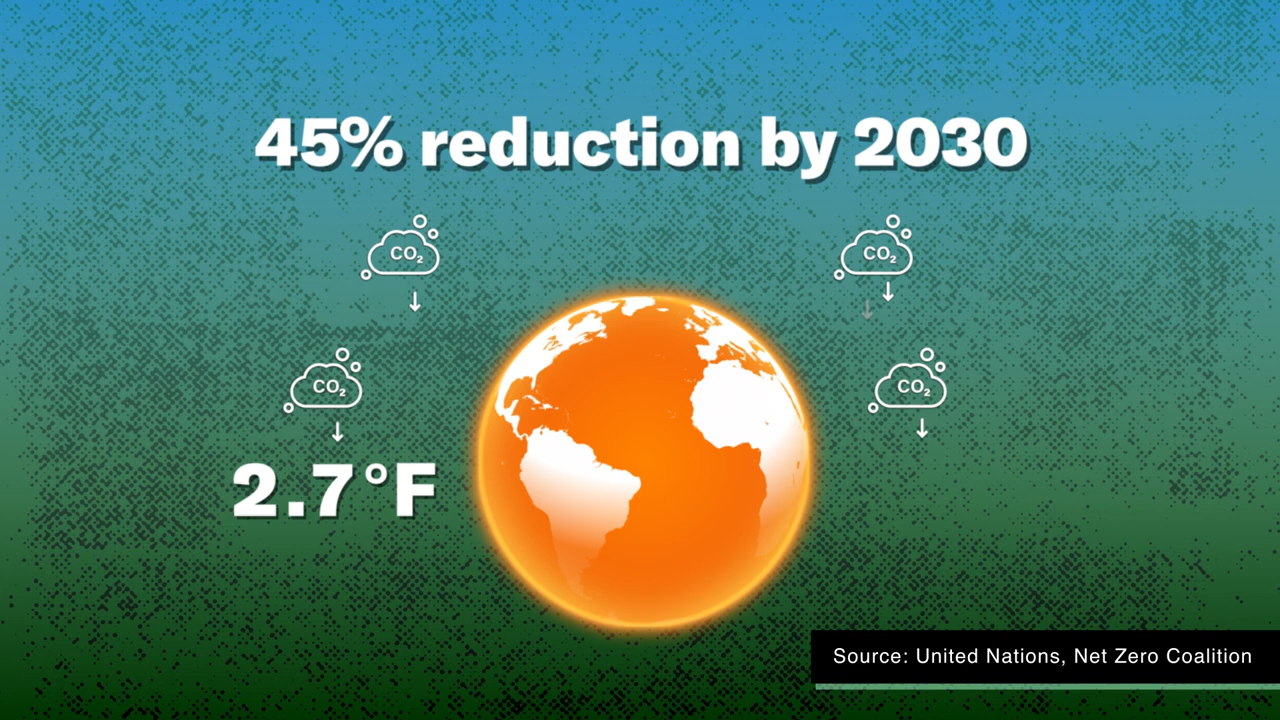 45% reduction by 2030
CO₂
CO₂
CO₂
CO₂
2.7°F
Source: United Nations, Net Zero Coalition